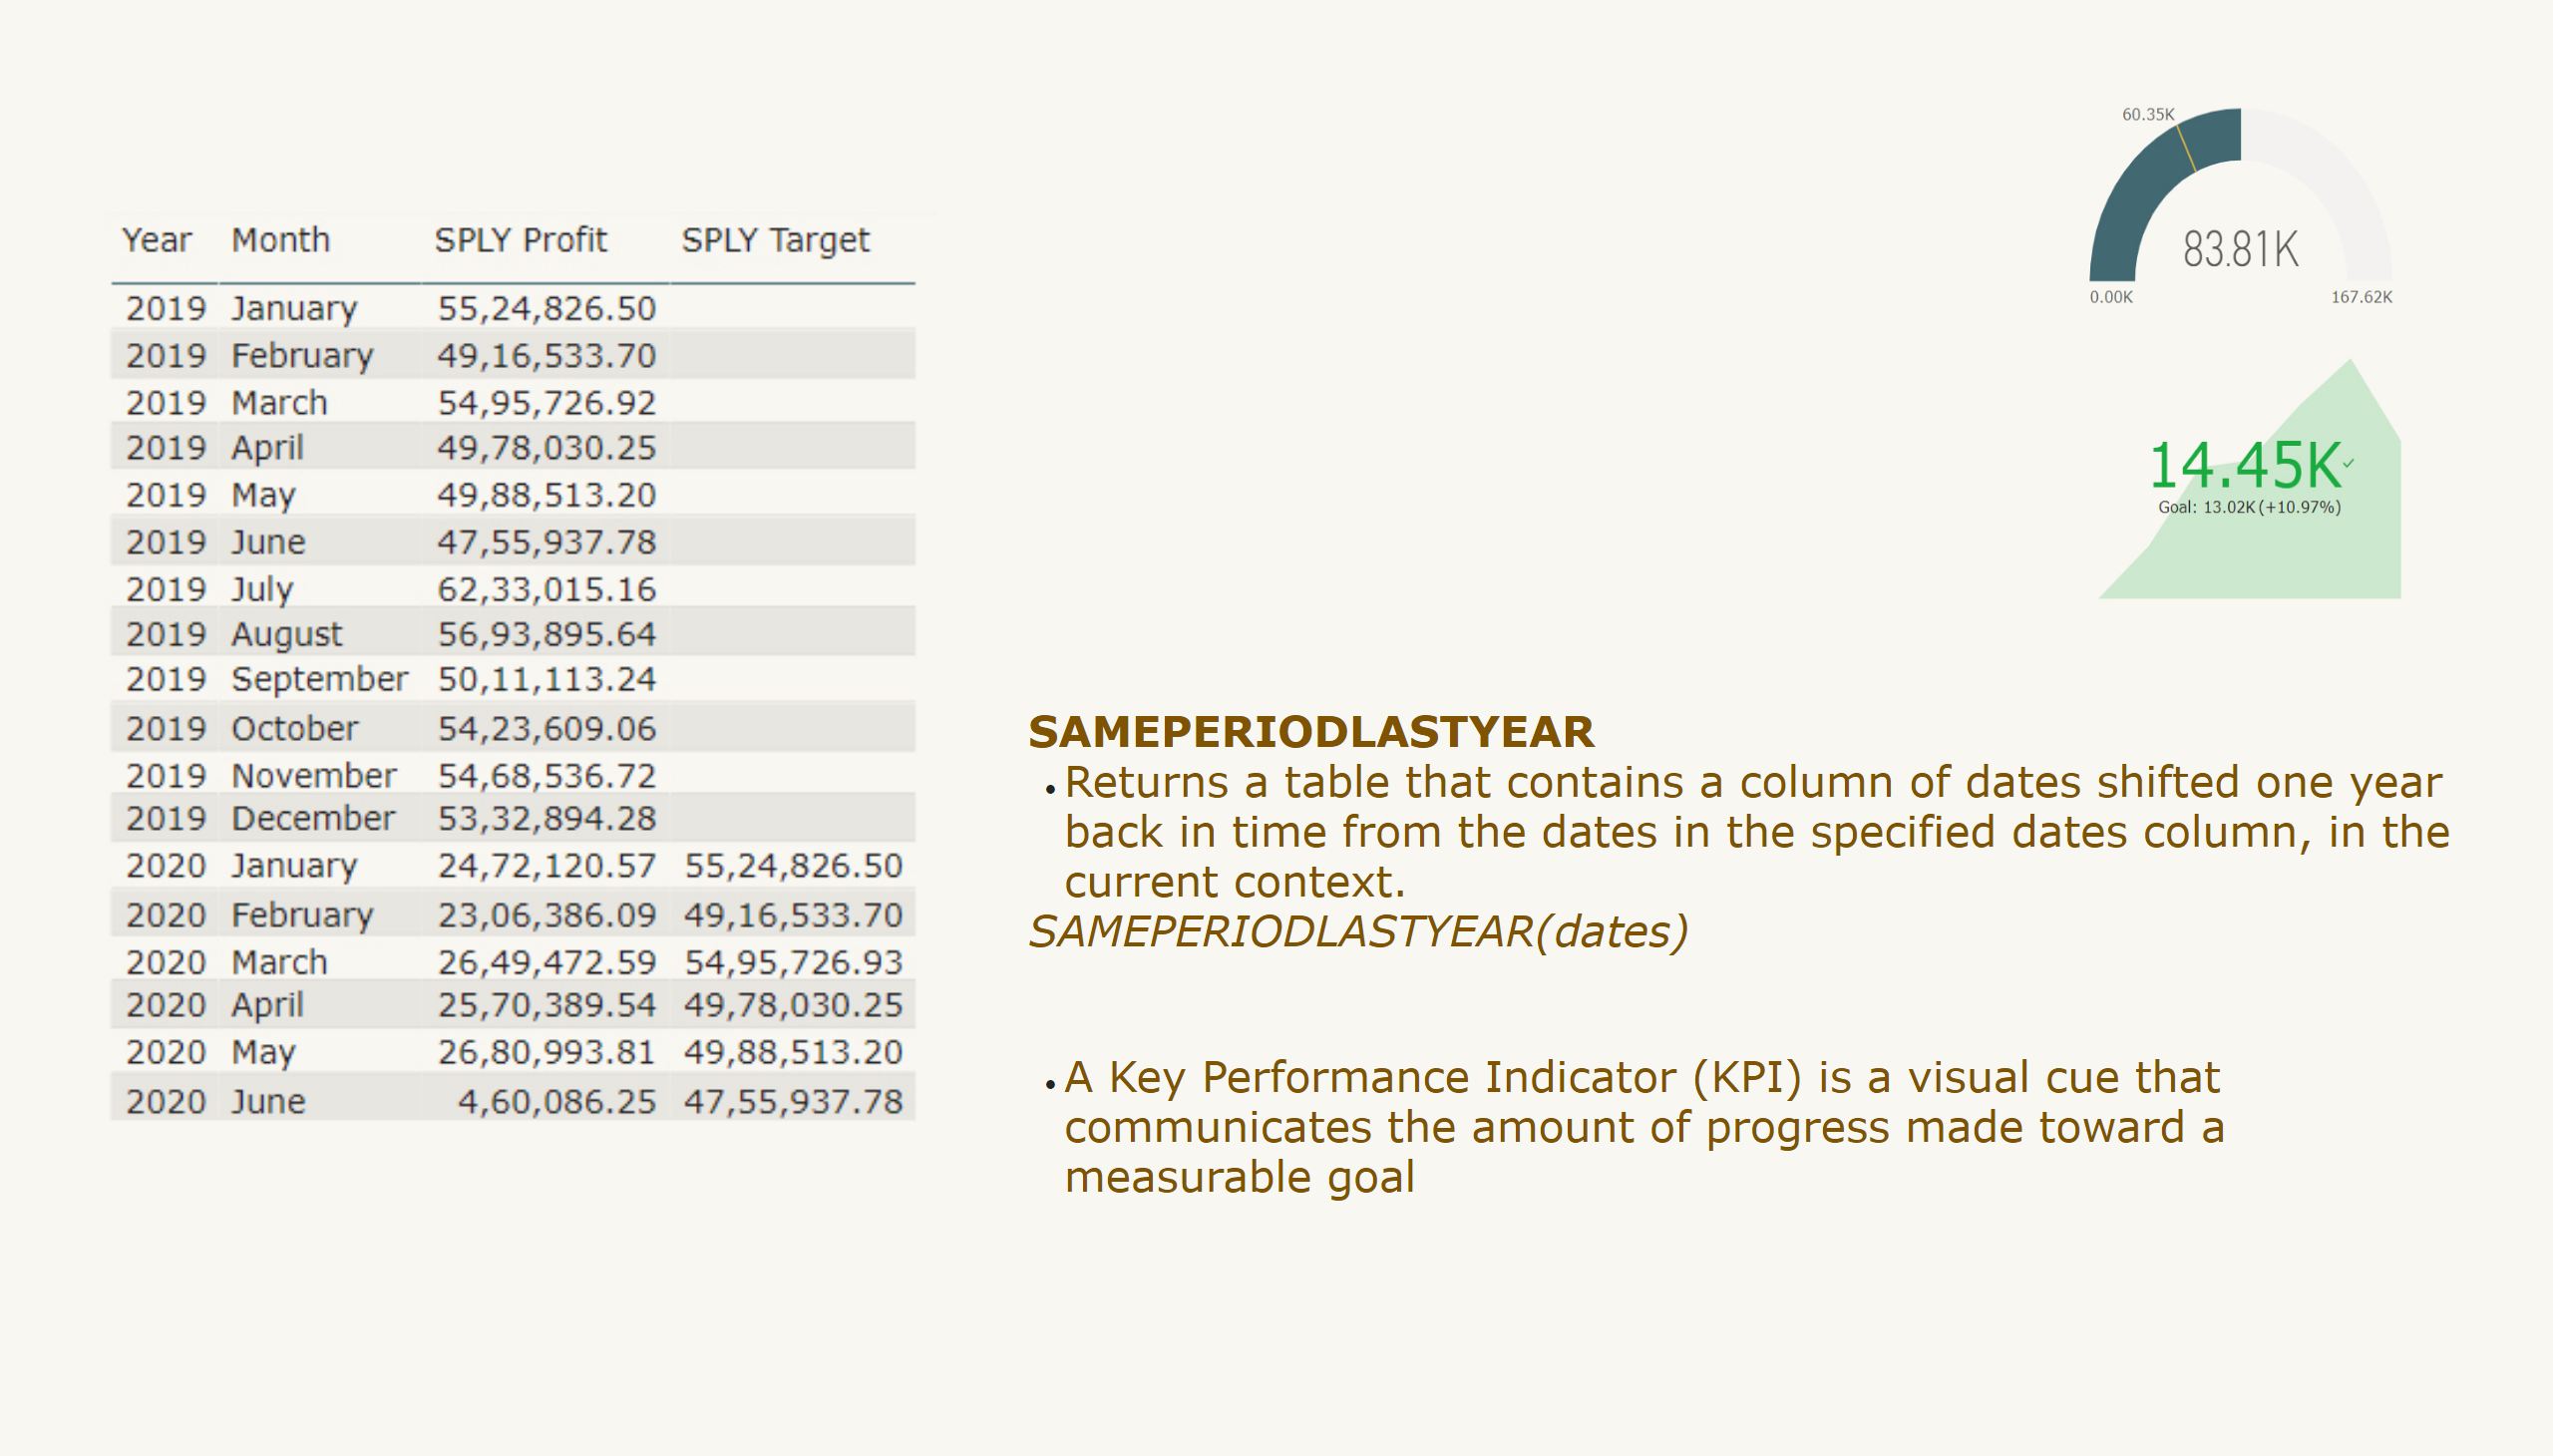 Year Month SPLY Profit SPLY Target
2019 January 55,24,826.50
2019 February 49,16,533.70
2019 March 54,95,726.92
2019 April 49,78,030.25
2019 May 49,88,513.20
2019 June 47,55,937.78
2019 July 62,33,015.16
2019 August 56,93,895.64
2019 September 50,11,113.24
2019 October 54,23,609.06
2019 November 54,68,536.72
2019 December 53,32,894.28
2020 January 24,72,120.57 55,24,826.50
2020 February 23,06,386.09 49,16,533.70
2020 March 26,49,472.59 54,95,726.93
2020 April 25,70,389.54 49,78,030.25
2020 May 26,80,993.81 49,88,513.20
2020 June 4,60,086.25 47,55,937.78
60.35K
83.81K
0.00K 167.62K
14.45K✓
Goal: 13.02K (+10.97%)
SAMEPERIODLASTYEAR
• Returns a table that contains a column of dates shifted one year
back in time from the dates in the specified dates column, in the
current context.
SAMEPERIODLASTYEAR(dates)
• A Key Performance Indicator (KPI) is a visual cue that
communicates the amount of progress made toward a
measurable goal